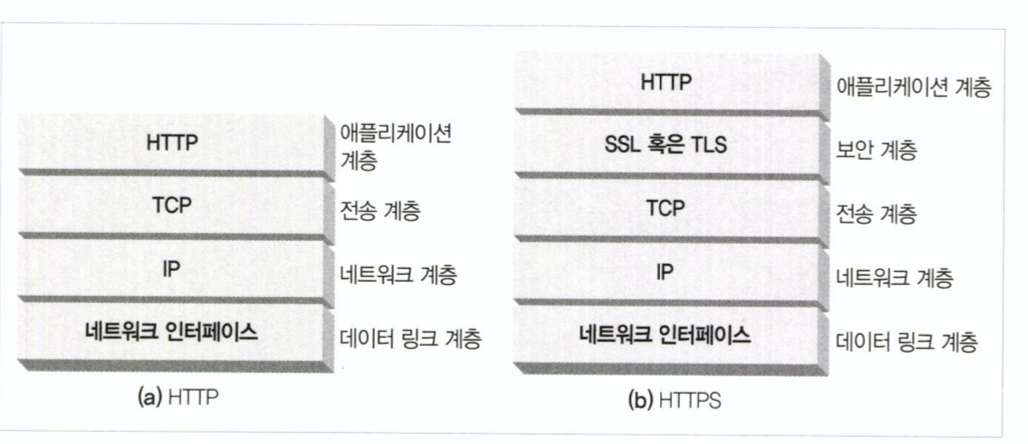 HTTP
애플리케이션
계층
TCP
전송 계층
IP
네트워크 계층
네트워크 인터페이스
데이터 링크 계층
(a) HTTP
HTTP
애플리케이션 계층
SSL 혹은 TLS
보안 계층
TCP
전송 계층
IP
네트워크 계층
네트워크 인터페이스
데이터 링크 계층
(b) HTTPS